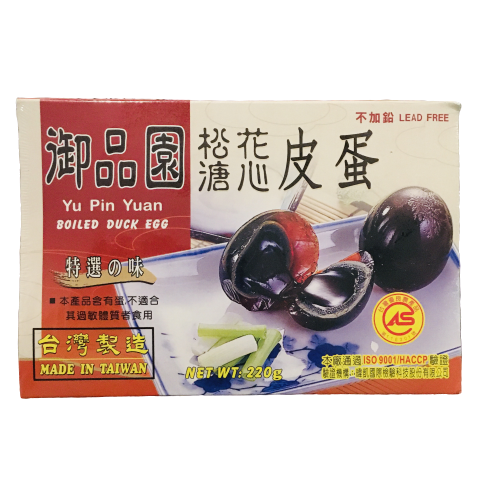 不加鉛 LEAD FREE
御品園
松花
溏心
皮蛋
Yu Pin Yuan
BOILED DUCK EGG
特選の味
■ 本產品含有蛋,不適合
其過敏體質者食用
台灣製造
MADE IN TAIWAN
NET WT: 220g
本廠通過ISO 9001/HACCP驗證
AS